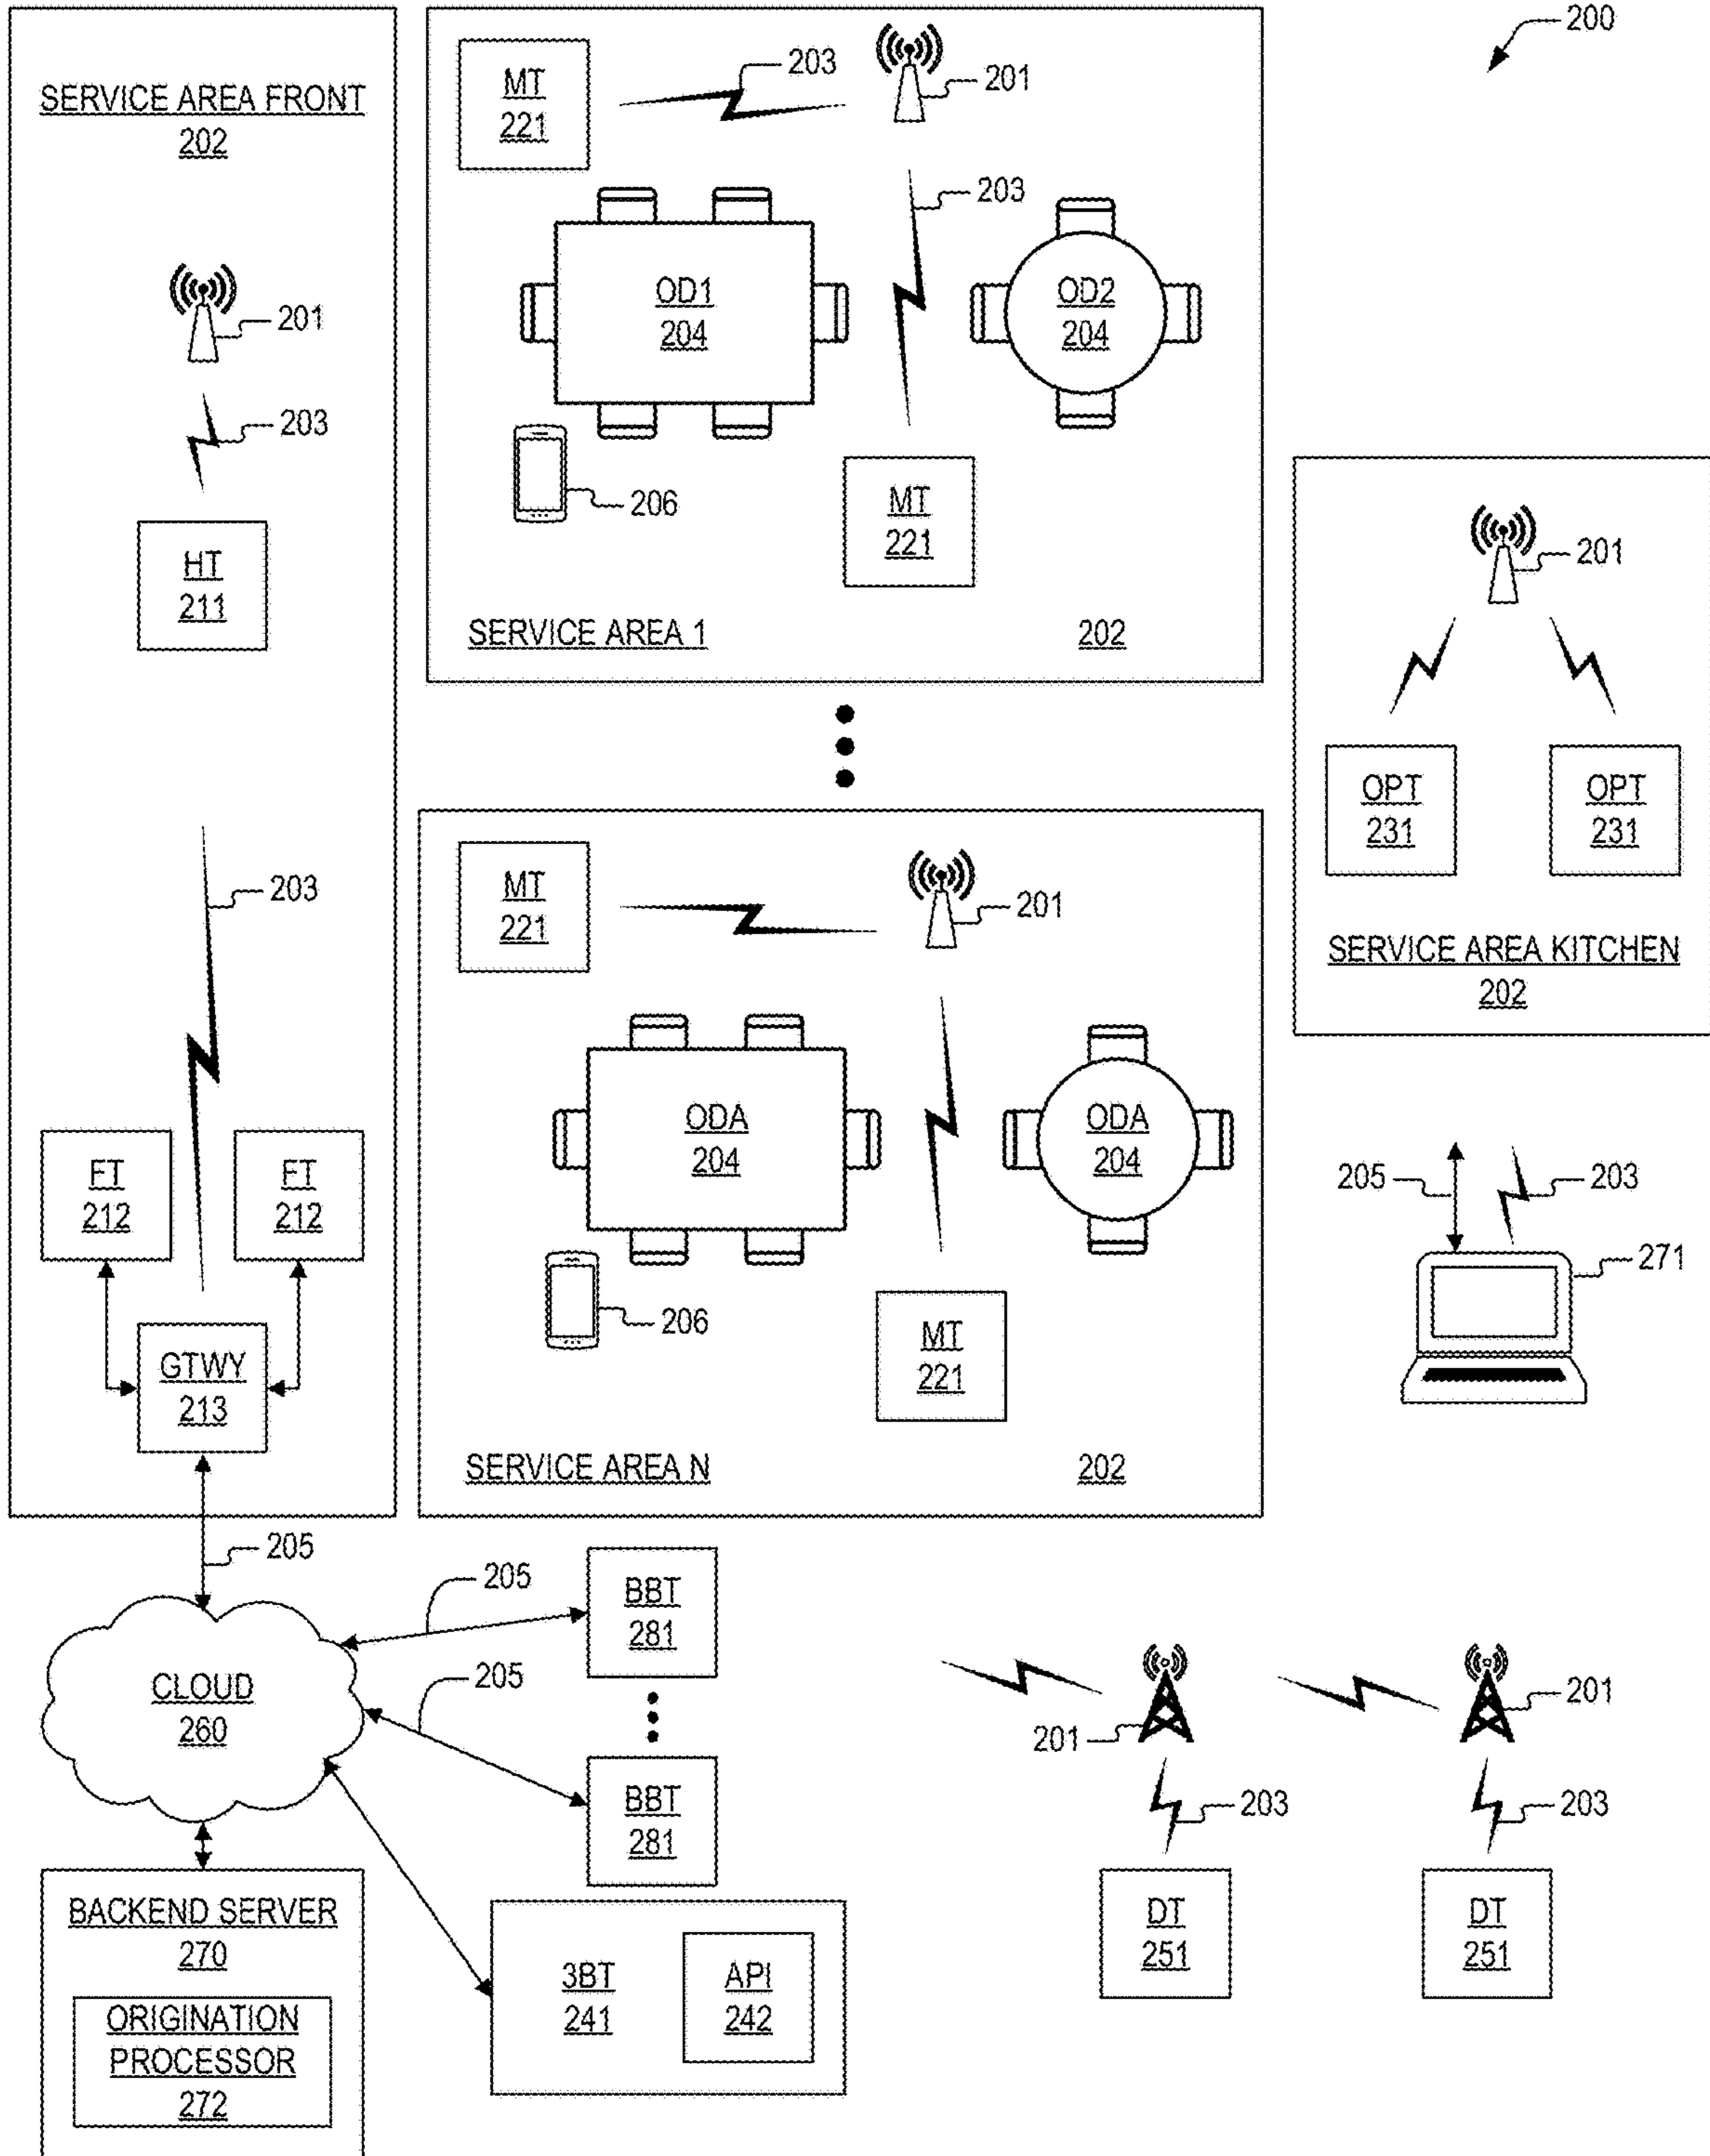 200
SERVICE AREA FRONT
202
201
203
HT
211
203
FT
212
FT
212
GTWY
213
205
MT
221
203
201
203
OD1
204
OD2
204
206
MT
221
SERVICE AREA 1
202
MT
221
201
ODA
204
ODA
204
206
MT
221
SERVICE AREA N
202
201
OPT
231
OPT
231
SERVICE AREA KITCHEN
202
205
203
271
CLOUD
260
205
BBT
281
205
BBT
281
BACKEND SERVER
270
ORIGINATION
PROCESSOR
272
3BT
241
API
242
201
203
DT
251
201
203
DT
251